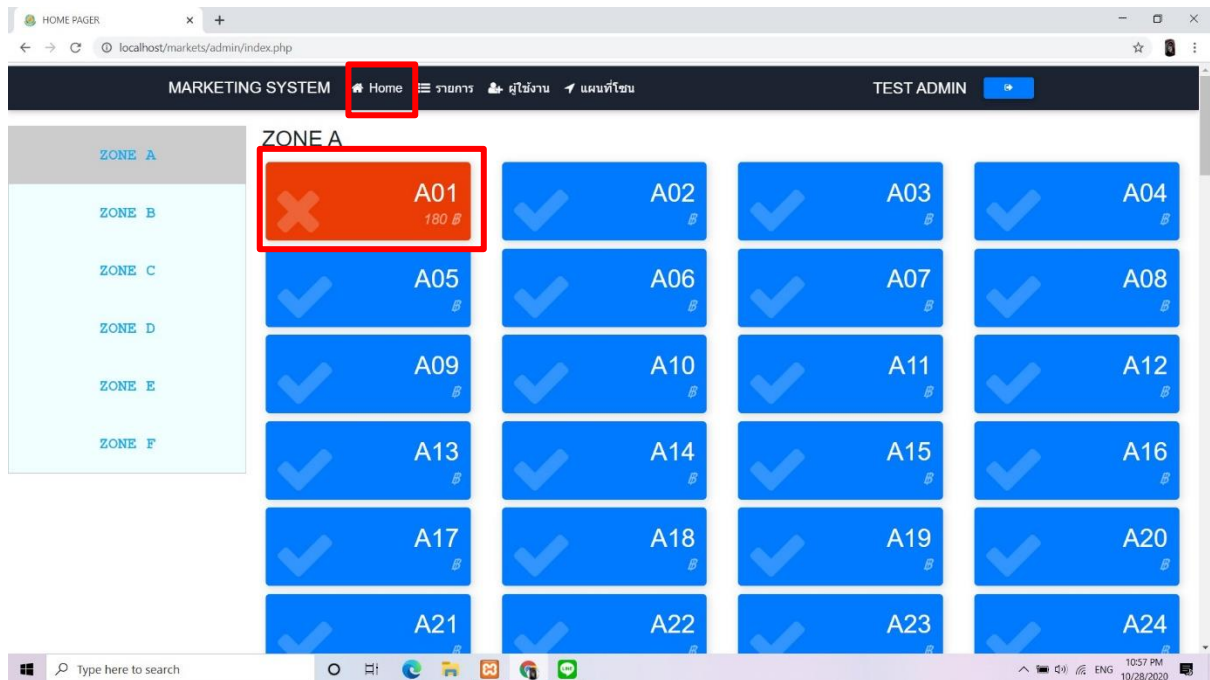 HOME PAGER
localhost/markets/admin/index.php
MARKETING SYSTEM Home รายการ ผู้ใช้งาน แผนที่โซน TEST ADMIN
ZONE A
ZONE B
ZONE C
ZONE D
ZONE E
ZONE F
ZONE A
A01
180 ฿
A02
฿
A03
฿
A04
฿
A05
฿
A06
฿
A07
฿
A08
฿
A09
฿
A10
฿
A11
฿
A12
฿
A13
฿
A14
฿
A15
฿
A16
฿
A17
฿
A18
฿
A19
฿
A20
฿
A21
฿
A22
฿
A23
฿
A24
฿
Type here to search
ENG
10:57 PM
10/28/2020